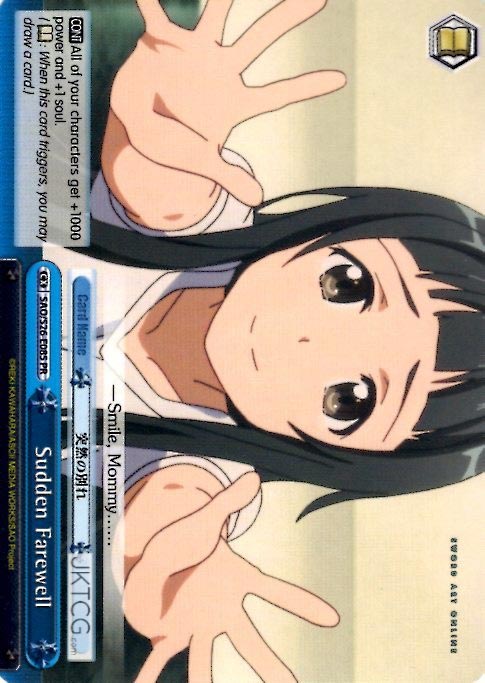 SWORD ART ONLINE
—Smile, Mommy……
[CONT] All of your characters get +1000
power and +1 soul.
( : When this card triggers, you may
draw a card.)
Card Name 突然の別れ
JKTCG.com
CX SAO/S26-E085 PR Sudden Farewell
©REKI KAWAHARA/ASCII MEDIA WORKS/SAO Project